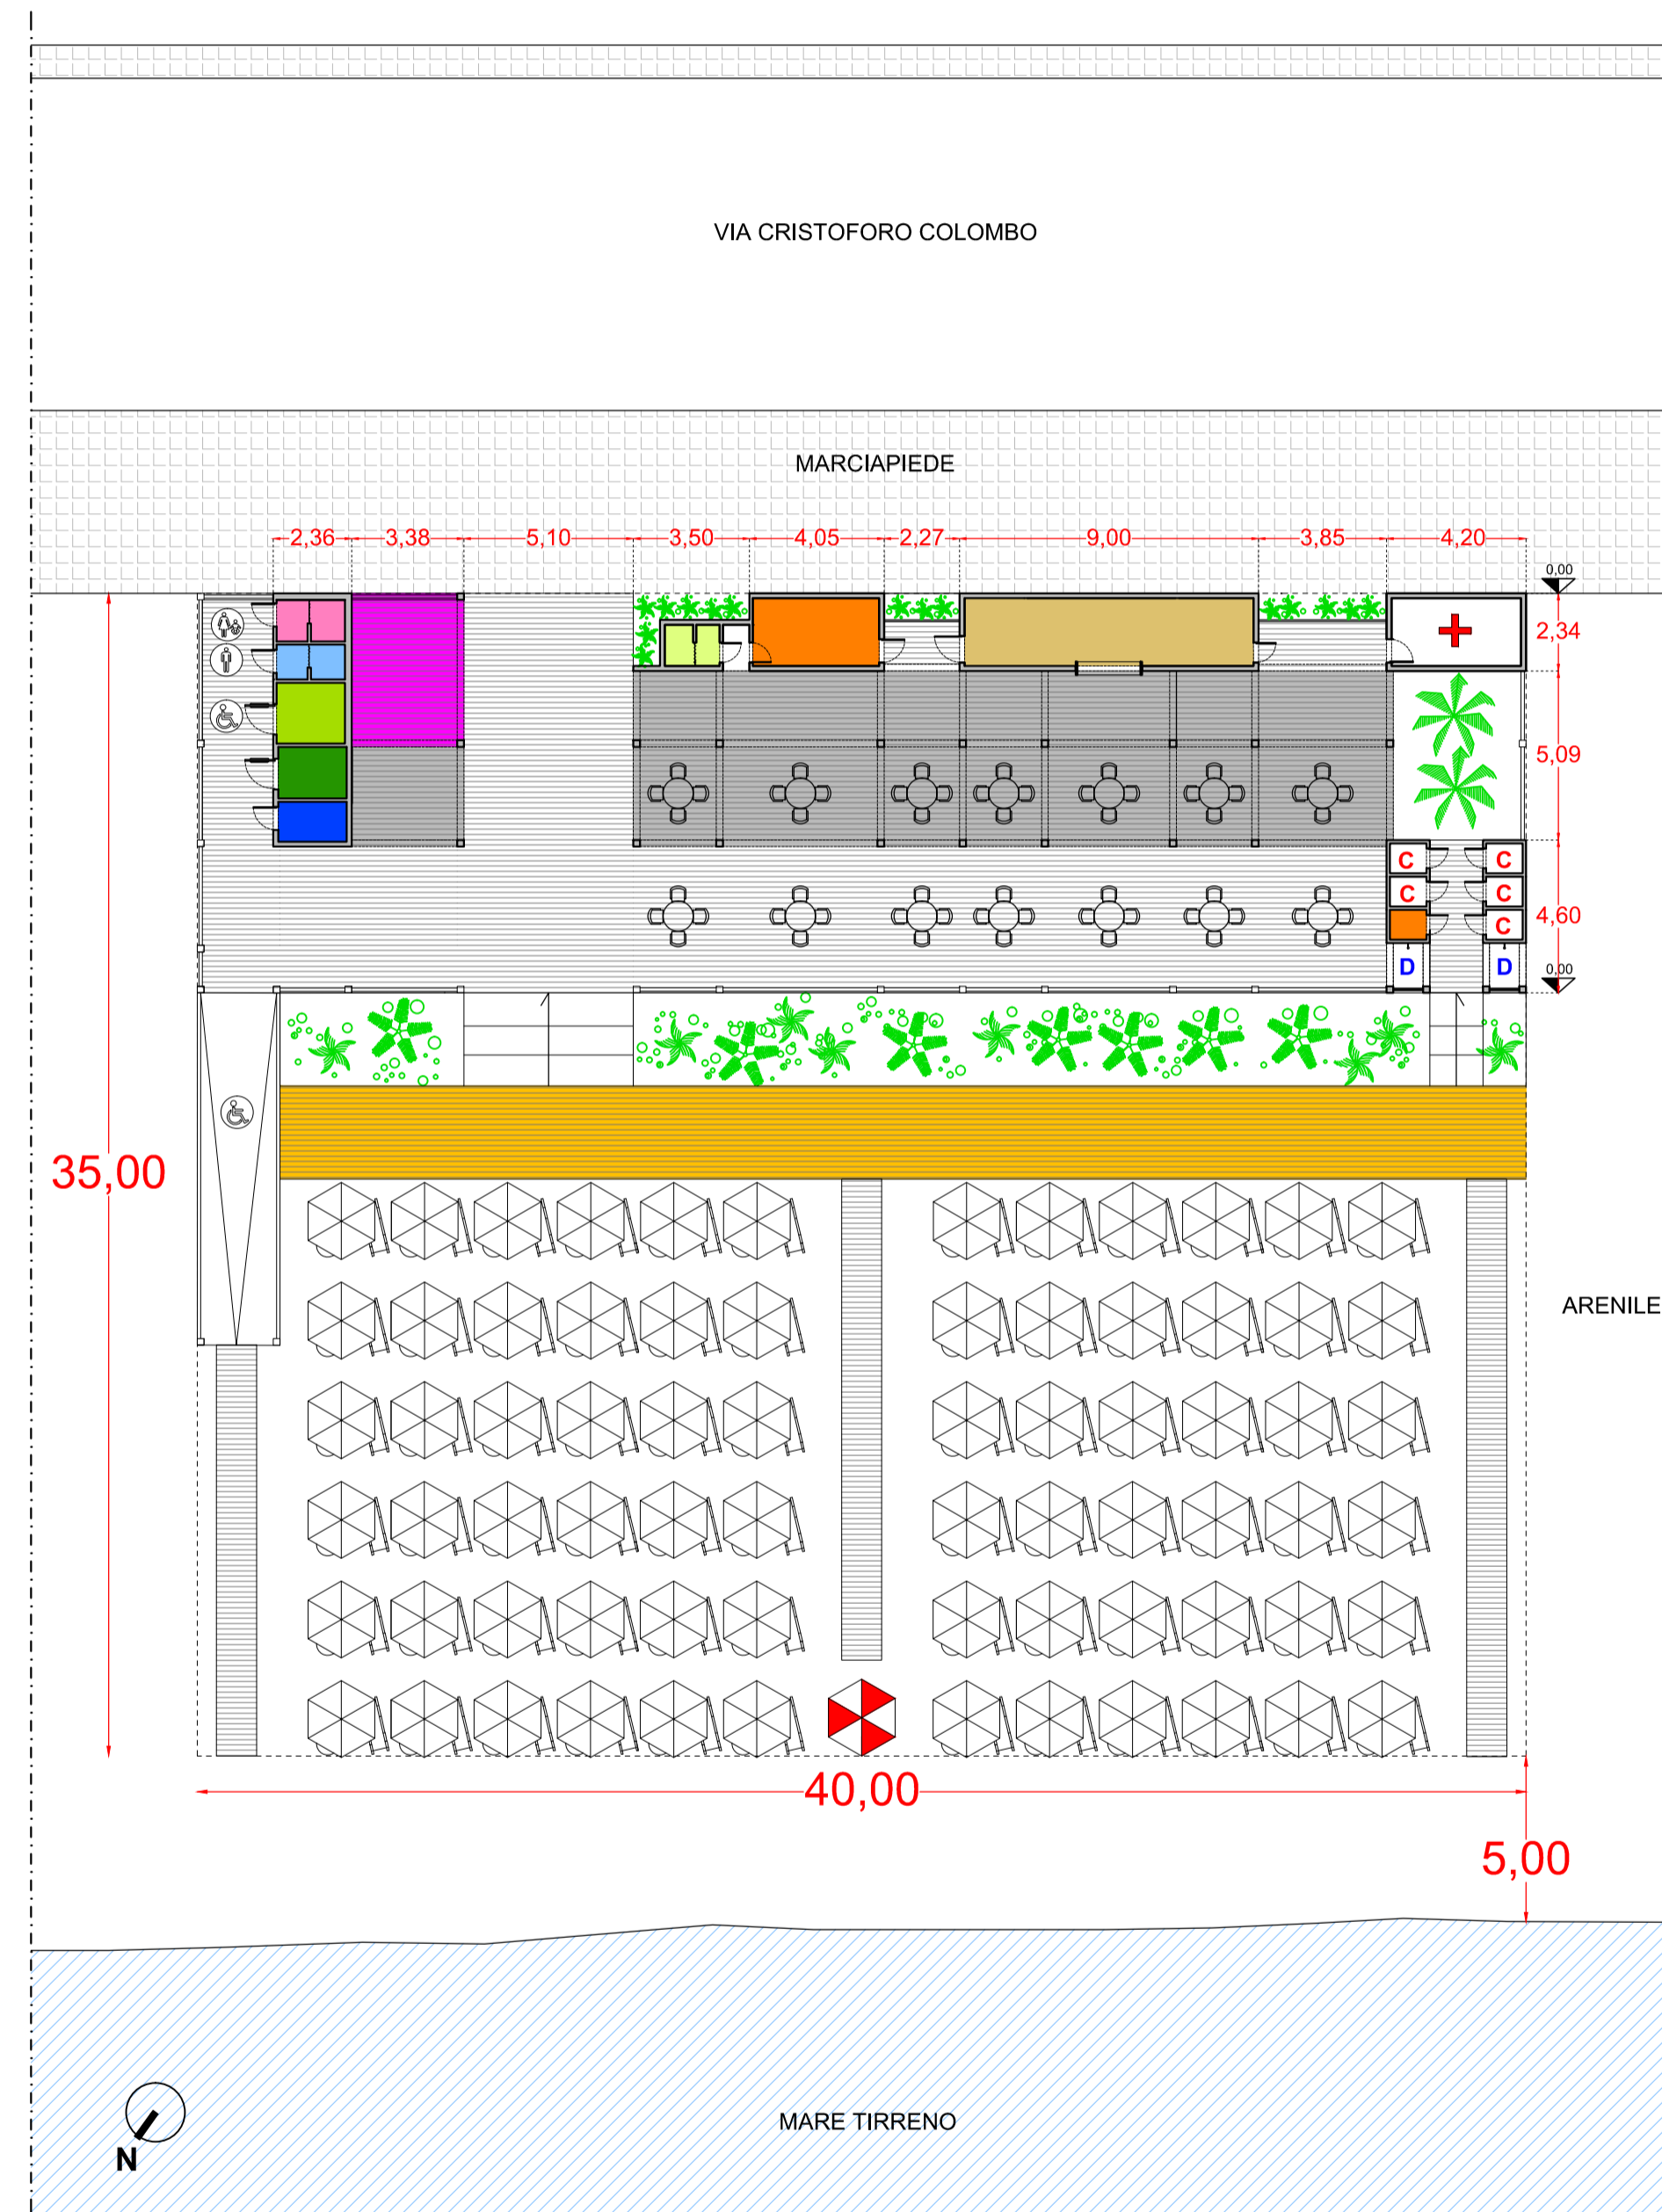 VIA CRISTOFORO COLOMBO
MARCIAPIEDE
2,36 3,38 5,10 3,50 4,05 2,27 9,00 3,85 4,20
0,00
2,34
5,09
C C
C C
C
4,60
D D
0,00
35,00
ARENILE
40,00
5,00
MARE TIRRENO
N